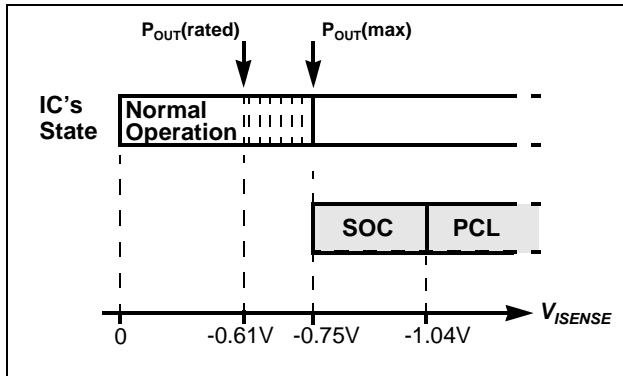 P_OUT(rated) P_OUT(max)
IC's
State
Normal
Operation
SOC PCL
V_ISENSE
0 -0.61V -0.75V -1.04V